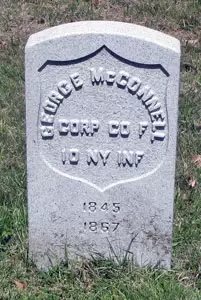 GEORGE McCONNELL
CORP CO F.
10 NY INF
1845
1867